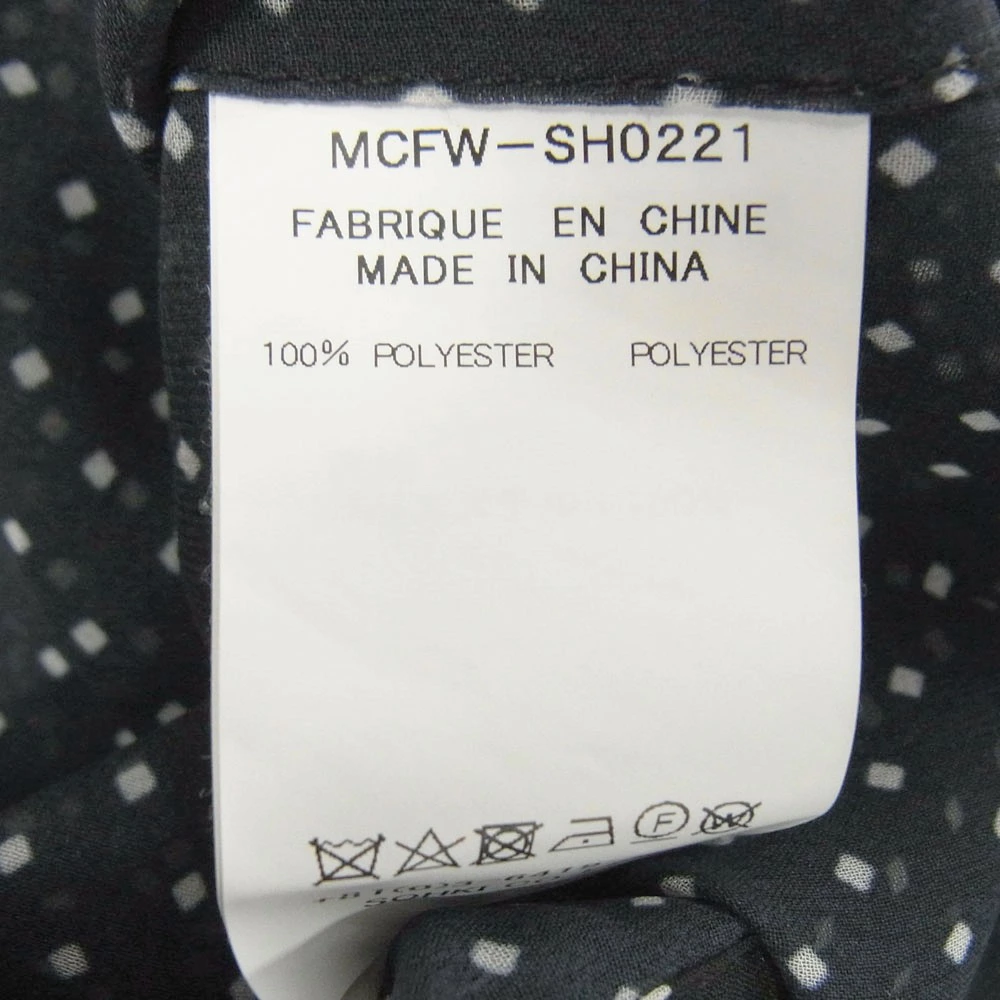 MCFW-SH0221
FABRIQUE EN CHINE
MADE IN CHINA
100% POLYESTER POLYESTER
F W